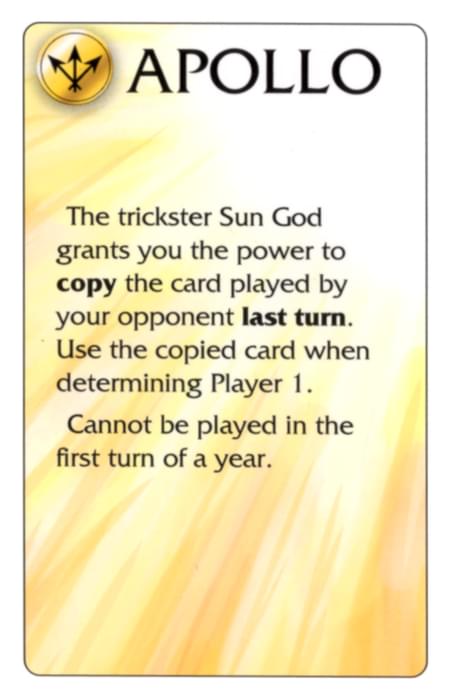 APOLLO
The trickster Sun God
grants you the power to
copy the card played by
your opponent last turn.
Use the copied card when
determining Player 1.
Cannot be played in the
first turn of a year.